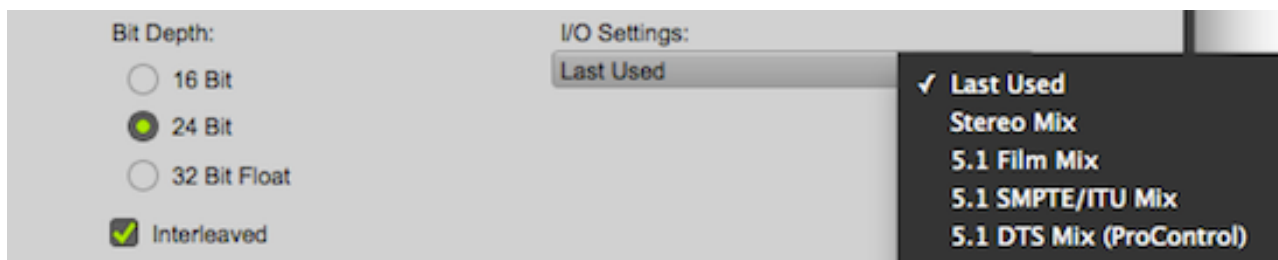 Bit Depth:
I/O Settings:
16 Bit
Last Used
24 Bit
32 Bit Float
Interleaved
✓ Last Used
Stereo Mix
5.1 Film Mix
5.1 SMPTE/ITU Mix
5.1 DTS Mix (ProControl)